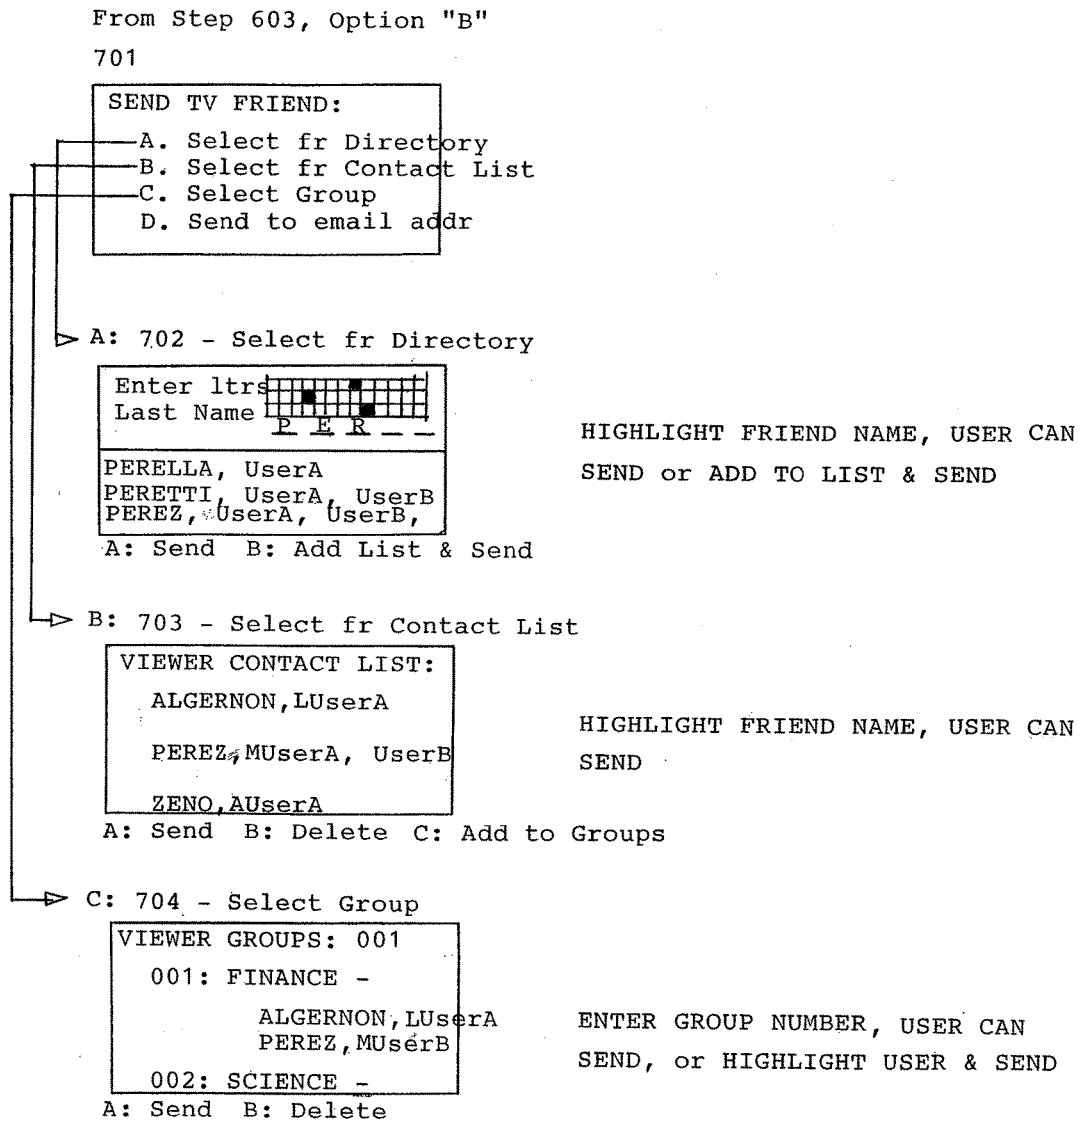 From Step 603, Option "B"
701
SEND TV FRIEND:
A. Select fr Directory
B. Select fr Contact List
C. Select Group
D. Send to email addr
A: 702 - Select fr Directory
Enter ltrs
Last Name
P E R _ _
PERELLA, UserA
PERETTI, UserA, UserB
PEREZ, UserA, UserB,
A: Send B: Add List & Send
HIGHLIGHT FRIEND NAME, USER CAN
SEND or ADD TO LIST & SEND
B: 703 - Select fr Contact List
VIEWER CONTACT LIST:
ALGERNON,LUserA
PEREZ,MUserA, UserB
ZENO,AUserA
A: Send B: Delete C: Add to Groups
HIGHLIGHT FRIEND NAME, USER CAN
SEND
C: 704 - Select Group
VIEWER GROUPS: 001
001: FINANCE -
ALGERNON,LUserA
PEREZ,MUserB
002: SCIENCE -
A: Send B: Delete
ENTER GROUP NUMBER, USER CAN
SEND, or HIGHLIGHT USER & SEND